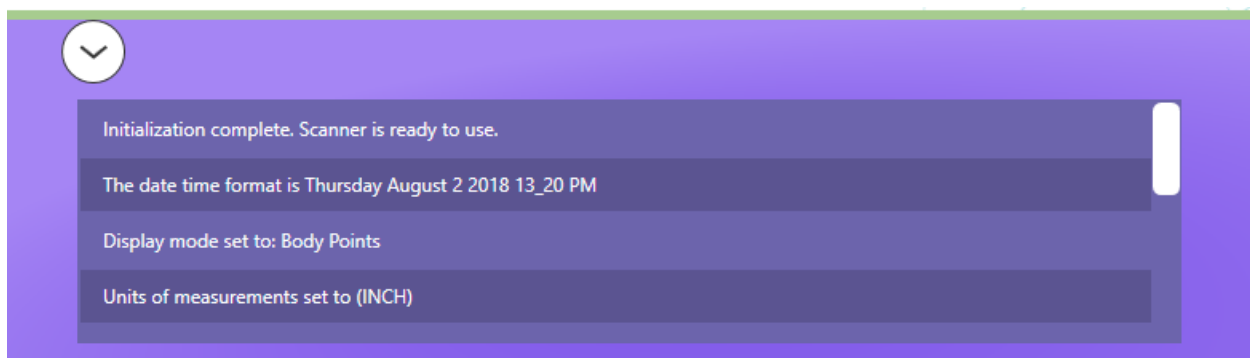 Initialization complete. Scanner is ready to use.
The date time format is Thursday August 2 2018 13_20 PM
Display mode set to: Body Points
Units of measurements set to (INCH)